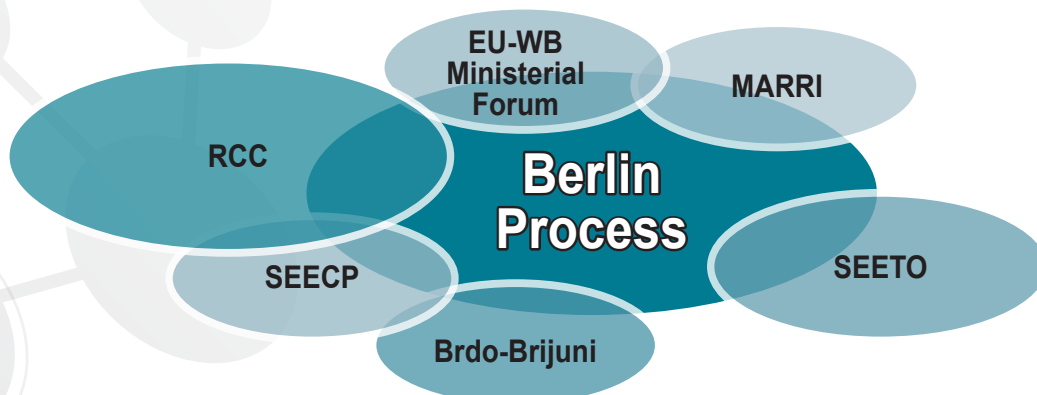 EU-WB
Ministerial
Forum
MARRI
RCC
Berlin
Process
SEECP
SEETO
Brdo-Brijuni